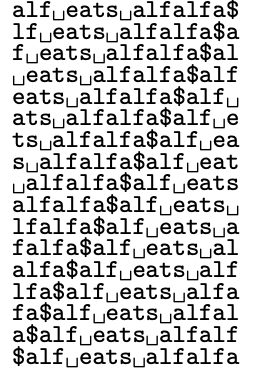 alf␣eats␣alfalfa$
lf␣eats␣alfalfa$a
f␣eats␣alfalfa$al
␣eats␣alfalfa$alf
eats␣alfalfa$alf␣
ats␣alfalfa$alf␣e
ts␣alfalfa$alf␣ea
s␣alfalfa$alf␣eat
␣alfalfa$alf␣eats
alfalfa$alf␣eats␣
lfalfa$alf␣eats␣a
falfa$alf␣eats␣al
alfa$alf␣eats␣alf
lfa$alf␣eats␣alfa
fa$alf␣eats␣alfal
a$alf␣eats␣alfalf
$alf␣eats␣alfalfa